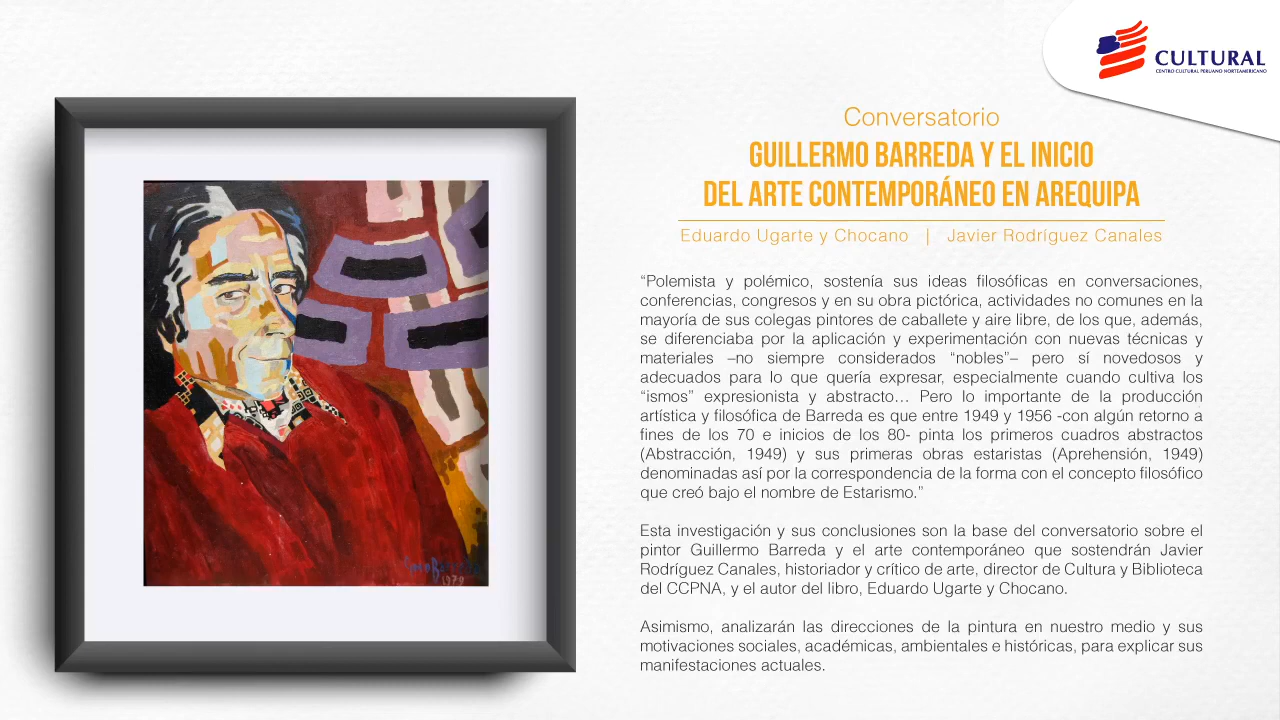 CULTURAL
CENTRO CULTURAL PERUANO NORTEAMERICANO
Conversatorio
GUILLERMO BARREDA Y EL INICIO
DEL ARTE CONTEMPORÁNEO EN AREQUIPA
Eduardo Ugarte y Chocano | Javier Rodríguez Canales
“Polemista y polémico, sostenía sus ideas filosóficas en conversaciones,
conferencias, congresos y en su obra pictórica, actividades no comunes en la
mayoría de sus colegas pintores de caballete y aire libre, de los que, además,
se diferenciaba por la aplicación y experimentación con nuevas técnicas y
materiales –no siempre considerados “nobles”– pero sí novedosos y
adecuados para lo que quería expresar, especialmente cuando cultiva los
“ismos” expresionista y abstracto… Pero lo importante de la producción
artística y filosófica de Barreda es que entre 1949 y 1956 -con algún retorno a
fines de los 70 e inicios de los 80- pinta los primeros cuadros abstractos
(Abstracción, 1949) y sus primeras obras estaristas (Aprehensión, 1949)
denominadas así por la correspondencia de la forma con el concepto filosófico
que creó bajo el nombre de Estarismo.”
Esta investigación y sus conclusiones son la base del conversatorio sobre el
pintor Guillermo Barreda y el arte contemporáneo que sostendrán Javier
Rodríguez Canales, historiador y crítico de arte, director de Cultura y Biblioteca
del CCPNA, y el autor del libro, Eduardo Ugarte y Chocano.
Asimismo, analizarán las direcciones de la pintura en nuestro medio y sus
motivaciones sociales, académicas, ambientales e históricas, para explicar sus
manifestaciones actuales.
1979